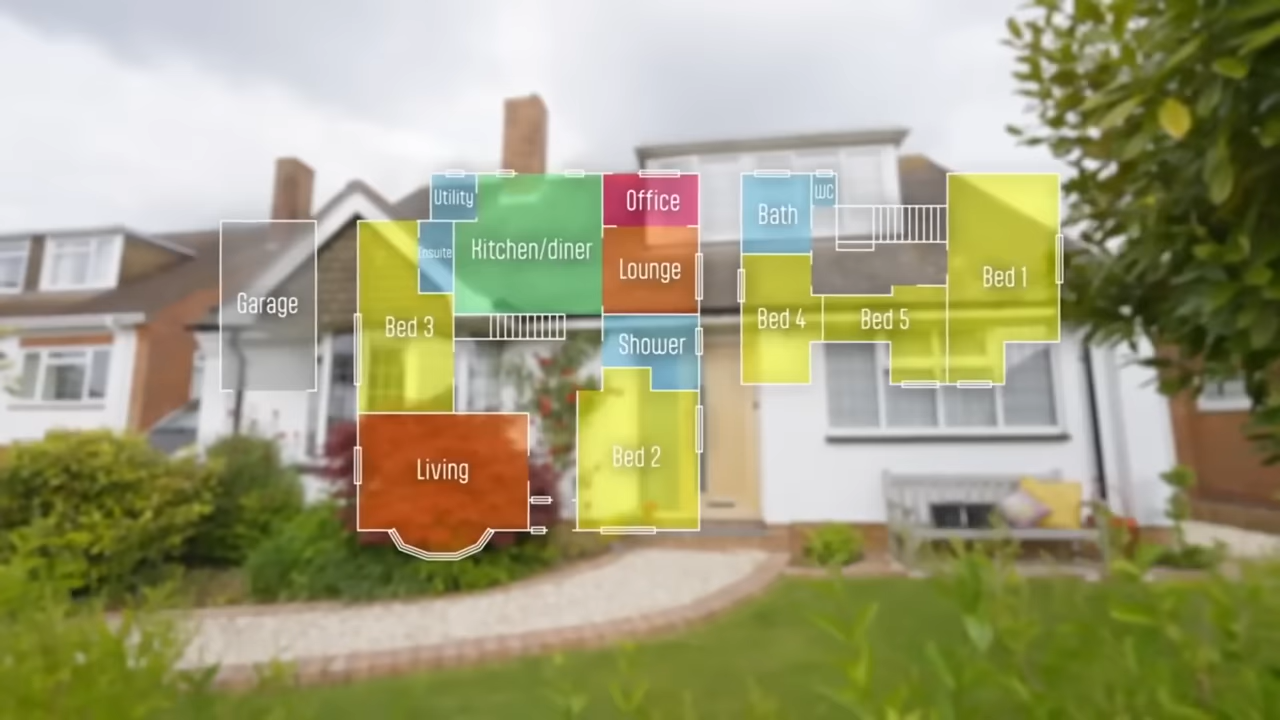 Utility
Office
Bath
WC
Ensuite
Kitchen/diner
Lounge
Bed 1
Garage
Bed 3
Shower
Bed 4
Bed 5
Living
Bed 2